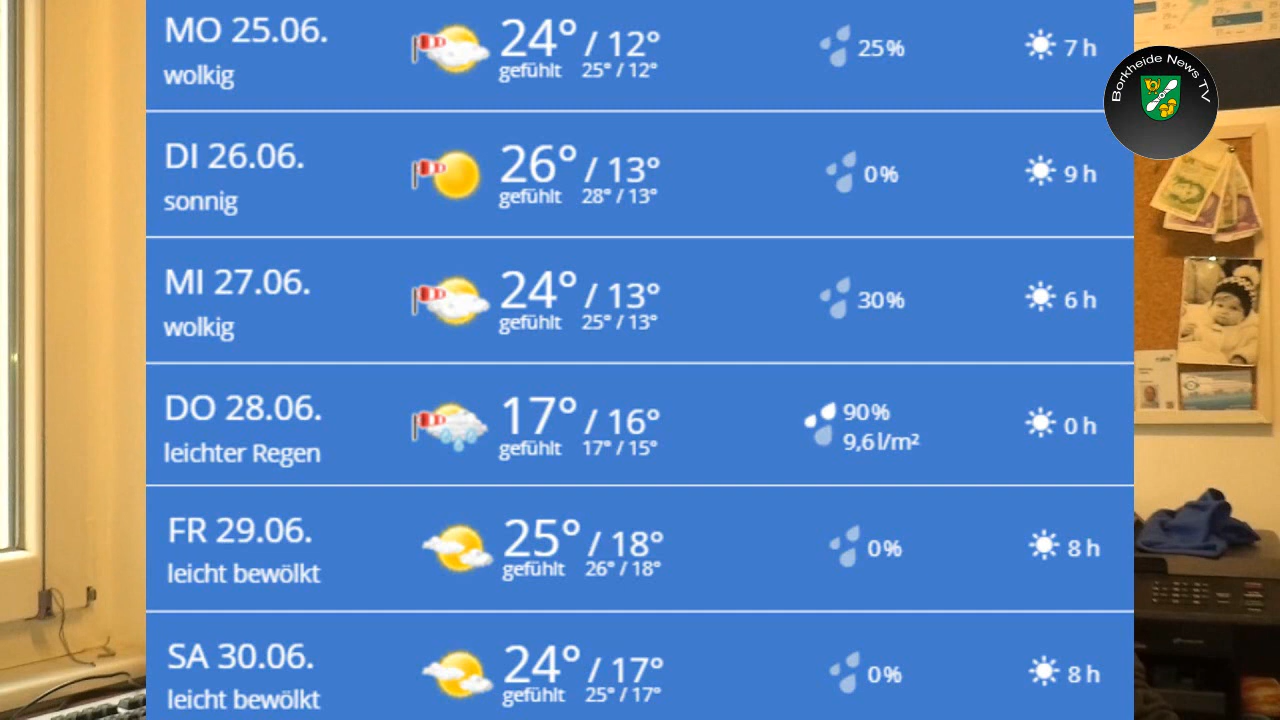 MO 25.06.
wolkig
24° / 12°
gefühlt 25° / 12°
25%
7 h
Borkheide News TV
DI 26.06.
sonnig
26° / 13°
gefühlt 28° / 13°
0%
9 h
MI 27.06.
wolkig
24° / 13°
gefühlt 25° / 13°
30%
6 h
DO 28.06.
leichter Regen
17° / 16°
gefühlt 17° / 15°
90%
9,6 l/m²
0 h
FR 29.06.
leicht bewölkt
25° / 18°
gefühlt 26° / 18°
0%
8 h
SA 30.06.
leicht bewölkt
24° / 17°
gefühlt 25° / 17°
0%
8 h